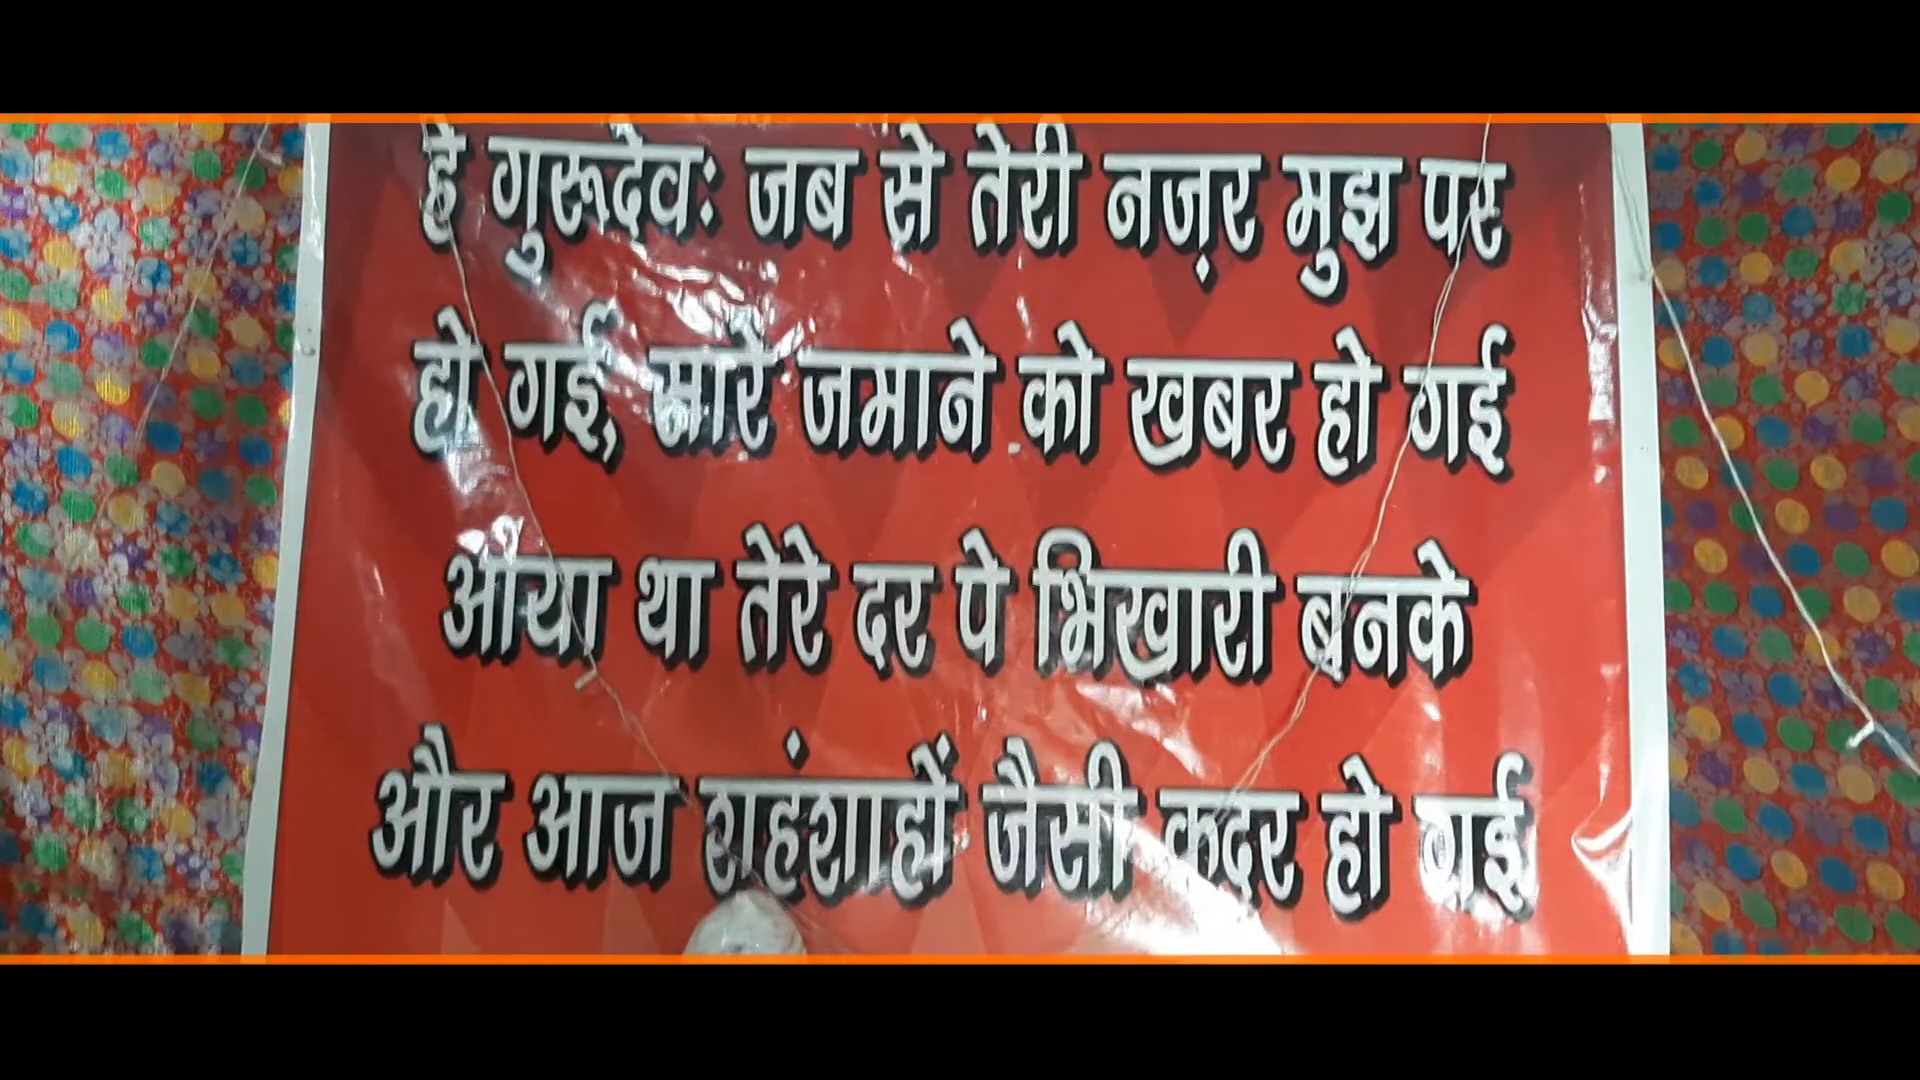 हे गुरूदेवः जब से तेरी नज़र मुझ पर
हो गई, सारे जमाने को खबर हो गई
आया था तेरे दर पे भिखारी बनके
और आज शहंशाहों जैसी कदर हो गई